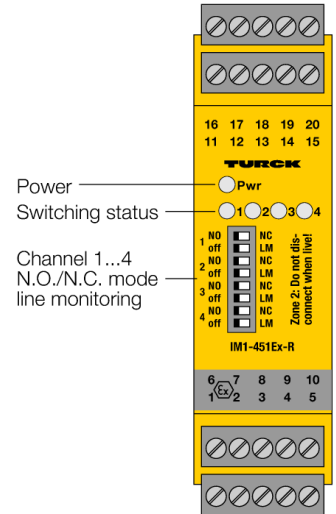 16 17 18 19 20
11 12 13 14 15
TURCK
Power
Pwr
Switching status
1 2 3 4
Channel 1...4
N.O./N.C. mode
line monitoring
1 NO NC
off LM
2 NO NC
off LM
3 NO NC
off LM
4 NO NC
off LM
Zone 2: Do not dis-
connect when live!
IM1-451Ex-R
6 7 8 9 10
Ex
1 2 3 4 5